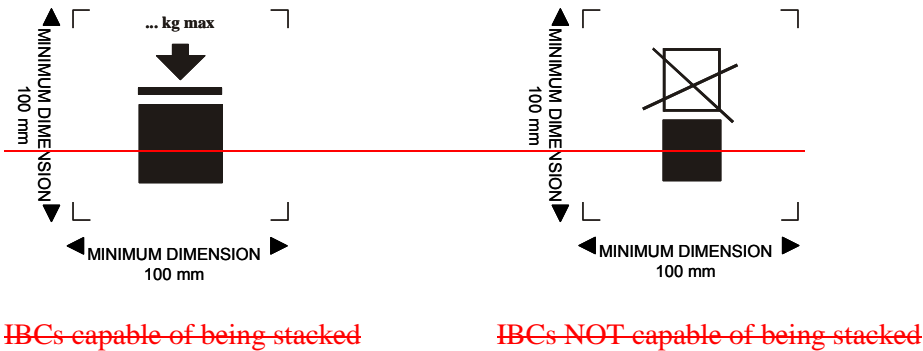 ... kg max
MINIMUM DIMENSION
100 mm
MINIMUM DIMENSION
100 mm
MINIMUM DIMENSION
100 mm
MINIMUM DIMENSION
100 mm
IBCs capable of being stacked
IBCs NOT capable of being stacked